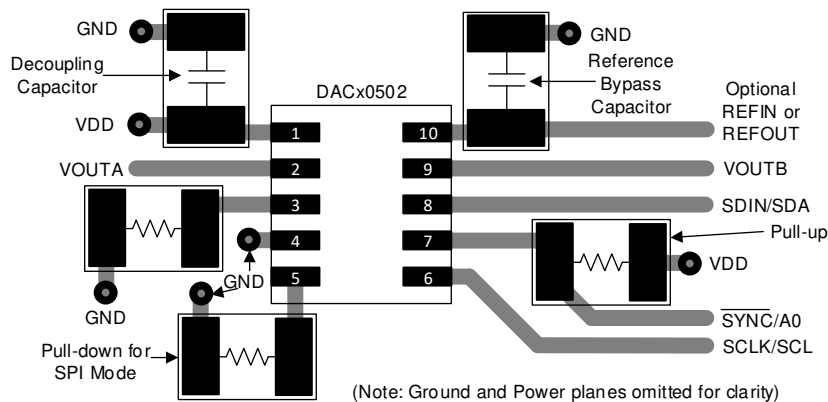 GND
Decoupling
Capacitor
VDD
VOUTA
DACx0502
GND
Reference
Bypass
Capacitor
Optional
REFIN or
REFOUT
1
10
2
9
VOUTB
3
8
SDIN/SDA
4
7
Pull-up
GND
5
6
VDD
GND
SYNC/A0
Pull-down for
SPI Mode
SCLK/SCL
(Note: Ground and Power planes omitted for clarity)